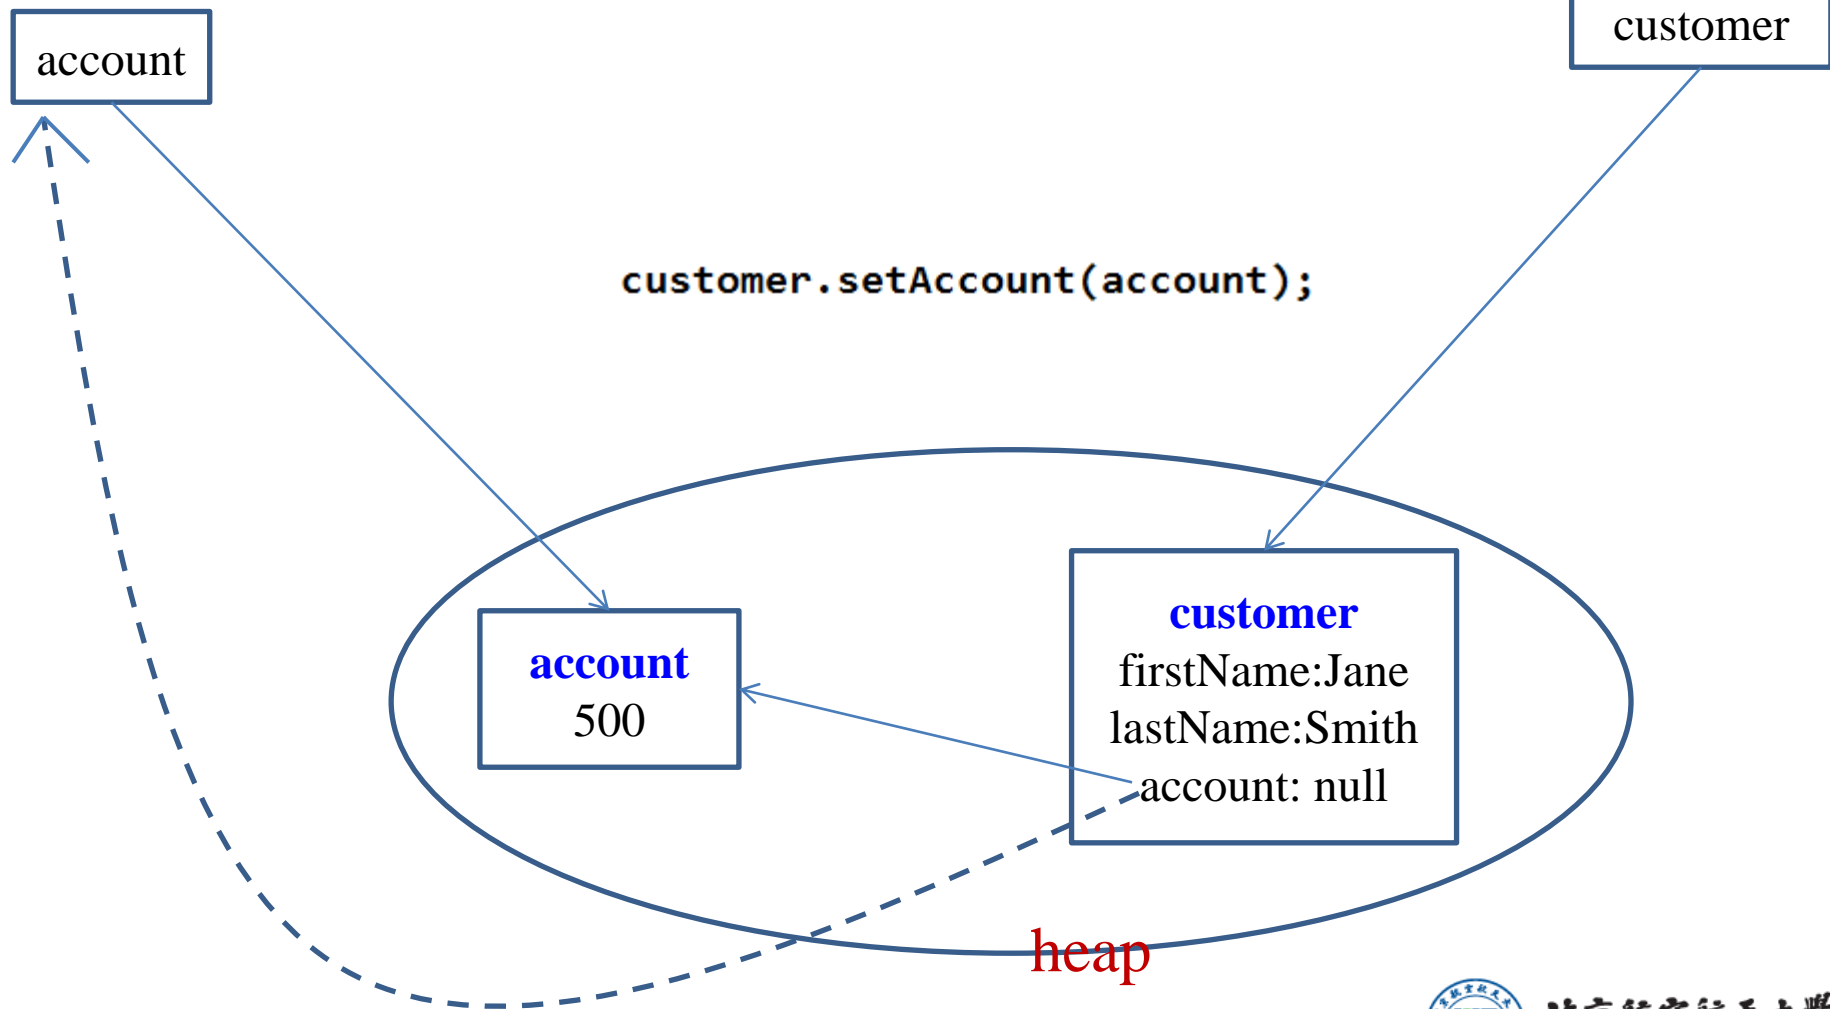 account
customer
customer.setAccount(account);
account
500
customer
firstName:Jane
lastName:Smith
account: null
heap